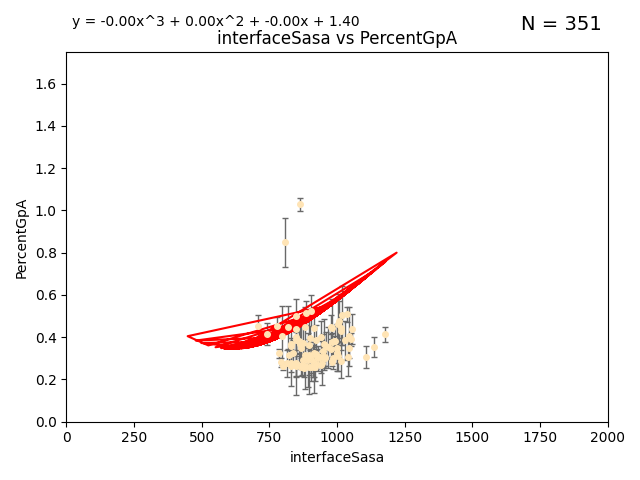 y = -0.00x^3 + 0.00x^2 + -0.00x + 1.40
N = 351
interfaceSasa vs PercentGpA
PercentGpA
1.6
1.4
1.2
1.0
0.8
0.6
0.4
0.2
0.0
0 250 500 750 1000 1250 1500 1750 2000
interfaceSasa